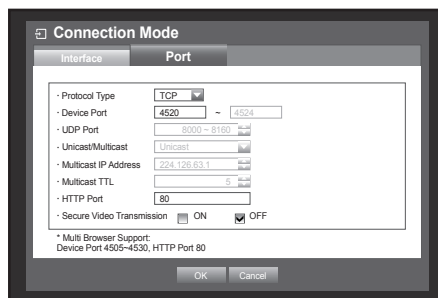 Connection Mode
Interface Port
· Protocol Type TCP
· Device Port 4520 ~ 4524
· UDP Port 8000 ~ 8160
· Unicast/Multicast Unicast
· Multicast IP Address 224.126.63.1
· Multicast TTL 5
· HTTP Port 80
· Secure Video Transmission ON OFF
* Multi Browser Support:
Device Port 4505~4530, HTTP Port 80
OK Cancel